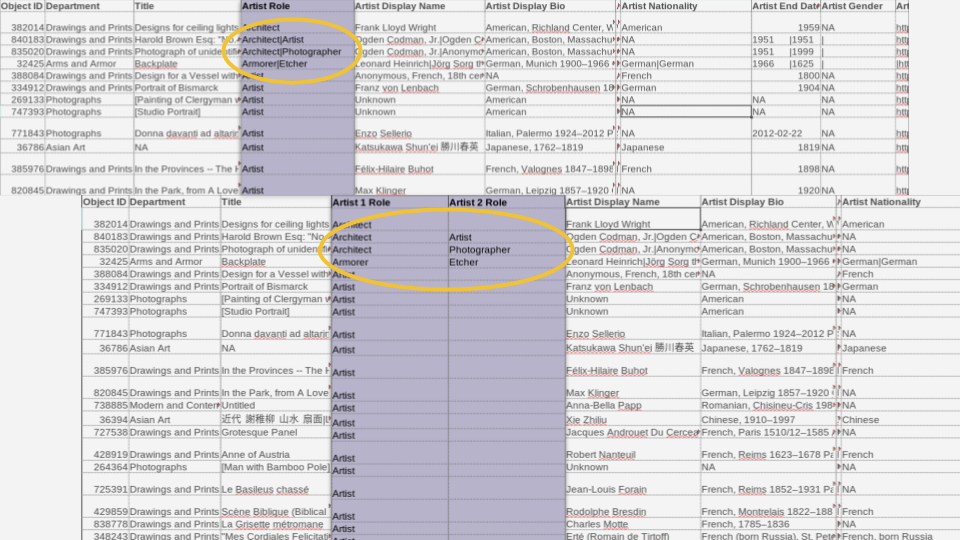 Object ID Department Title Artist Role Artist Display Name Artist Display Bio Artist Nationality Artist End Date Artist Gender Art
382014 Drawings and Prints Designs for ceiling lights Architect Frank Lloyd Wright American, Richland Center, W American 1959 NA http
840183 Drawings and Prints Harold Brown Esq: "No. Architect|Artist Ogden Codman, Jr.|Ogden C American, Boston, Massachu NA 1951 |1951 | http
835020 Drawings and Prints Photograph of unidentifi Architect|Photographer Ogden Codman, Jr.|Anonym American, Boston, Massachu NA 1951 |1999 | http
32425 Arms and Armor Backplate Armorer|Etcher Leonard Heinrich|Jörg Sorg t German, Munich 1900–1966 German|German 1966 |1625 | http
388084 Drawings and Prints Design for a Vessel with Artist Anonymous, French, 18th cen NA French 1800 NA http
334912 Drawings and Prints Portrait of Bismarck Artist Franz von Lenbach German, Schrobenhausen 18 German 1904 NA http
269133 Photographs [Painting of Clergyman w Artist Unknown American NA NA NA http
747393 Photographs [Studio Portrait] Artist Unknown American NA NA NA http
771843 Photographs Donna davanti ad altarin Artist Enzo Sellerio Italian, Palermo 1924–2012 P NA 2012-02-22 NA http
36786 Asian Art NA Artist Katsukawa Shun'ei 勝川春英 Japanese, 1762–1819 Japanese 1819 NA http
385976 Drawings and Prints In the Provinces -- The H Artist Félix-Hilaire Buhot French, Valognes 1847–1898 French 1898 NA http
820845 Drawings and Prints In the Park, from A Love Artist Max Klinger German, Leipzig 1857–1920 NA 1920 NA http
Object ID Department Title Artist 1 Role Artist 2 Role Artist Display Name Artist Display Bio Artist Nationality
382014 Drawings and Prints Designs for ceiling lights Architect Frank Lloyd Wright American, Richland Center, W American
840183 Drawings and Prints Harold Brown Esq: "No. Architect Artist Ogden Codman, Jr.|Ogden C American, Boston, Massachu NA
835020 Drawings and Prints Photograph of unidentifi Architect Photographer Ogden Codman, Jr.|Anonymo American, Boston, Massachu NA
32425 Arms and Armor Backplate Armorer Etcher Leonard Heinrich|Jörg Sorg th German, Munich 1900–1966 German|German
388084 Drawings and Prints Design for a Vessel with Artist Anonymous, French, 18th cen NA French
334912 Drawings and Prints Portrait of Bismarck Artist Franz von Lenbach German, Schrobenhausen 18 German
269133 Photographs [Painting of Clergyman w Artist Unknown American NA
747393 Photographs [Studio Portrait] Artist Unknown American NA
771843 Photographs Donna davanti ad altarin Artist Enzo Sellerio Italian, Palermo 1924–2012 P NA
36786 Asian Art NA Artist Katsukawa Shun'ei 勝川春英 Japanese, 1762–1819 Japanese
385976 Drawings and Prints In the Provinces -- The H Artist Félix-Hilaire Buhot French, Valognes 1847–1898 French
820845 Drawings and Prints In the Park, from A Love Artist Max Klinger German, Leipzig 1857–1920 NA
738885 Modern and Contem Untitled Artist Anna-Bella Papp Romanian, Chisineu-Cris 198 NA
36394 Asian Art 近代 謝稚柳 山水 扇面 Artist Xie Zhiliu Chinese, 1910–1997 Chinese
727538 Drawings and Prints Grotesque Panel Artist Jacques Androuet Du Cercea French, Paris 1510/12–1585 NA
428919 Drawings and Prints Anne of Austria Artist Robert Nanteuil French, Reims 1623–1678 Pa NA
264364 Photographs [Man with Bamboo Pole] Artist Unknown NA NA
725391 Drawings and Prints Le Basileus chassé Artist Jean-Louis Forain French, Reims 1852–1931 Pa NA
429859 Drawings and Prints Scène Biblique (Biblical Artist Rodolphe Bresdin French, Montrelais 1822–188 NA
838778 Drawings and Prints La Grisette métromane Artist Charles Motte French, 1785–1836 NA
348243 Drawings and Prints "Mes Cordiales Felicitati Artist Erté (Romain de Tirtoff) French (born Russia), St. Pete French, born Russia